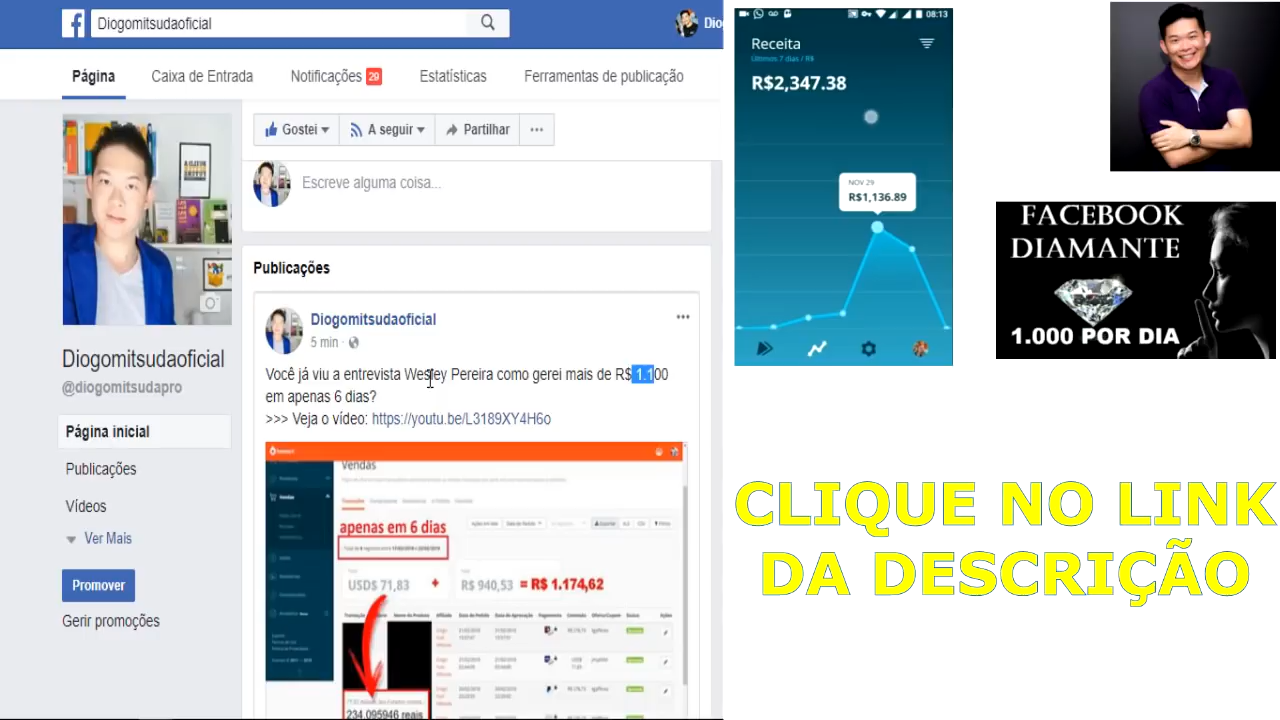 Diogomitsudaoficial
Página
Caixa de Entrada
Notificações 29
Estatísticas
Ferramentas de publicação
Gostei
A seguir
Partilhar
Escreve alguma coisa...
Publicações
Diogomitsudaoficial
5 min
Você já viu a entrevista Wesley Pereira como gerei mais de R$ 1.100
em apenas 6 dias?
>>> Veja o vídeo: https://youtu.be/L3189XY4H6o
Diogomitsudaoficial
@diogomitsudapro
Página inicial
Publicações
Vídeos
Ver Mais
Promover
Gerir promoções
Vendas
apenas em 6 dias
USD$ 71,83 + R$ 940,53 = R$ 1.174,62
234.095946 reais
08:13
Receita
Últimos 7 dias / R$
R$2,347.38
NOV 29
R$1,136.89
FACEBOOK
DIAMANTE
1.000 POR DIA
CLIQUE NO LINK
DA DESCRIÇÃO